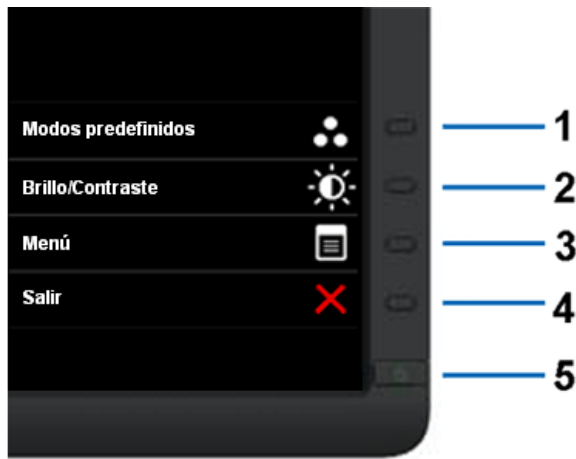 Modos predefinidos
1
Brillo/Contraste
2
Menú
3
Salir
4
5